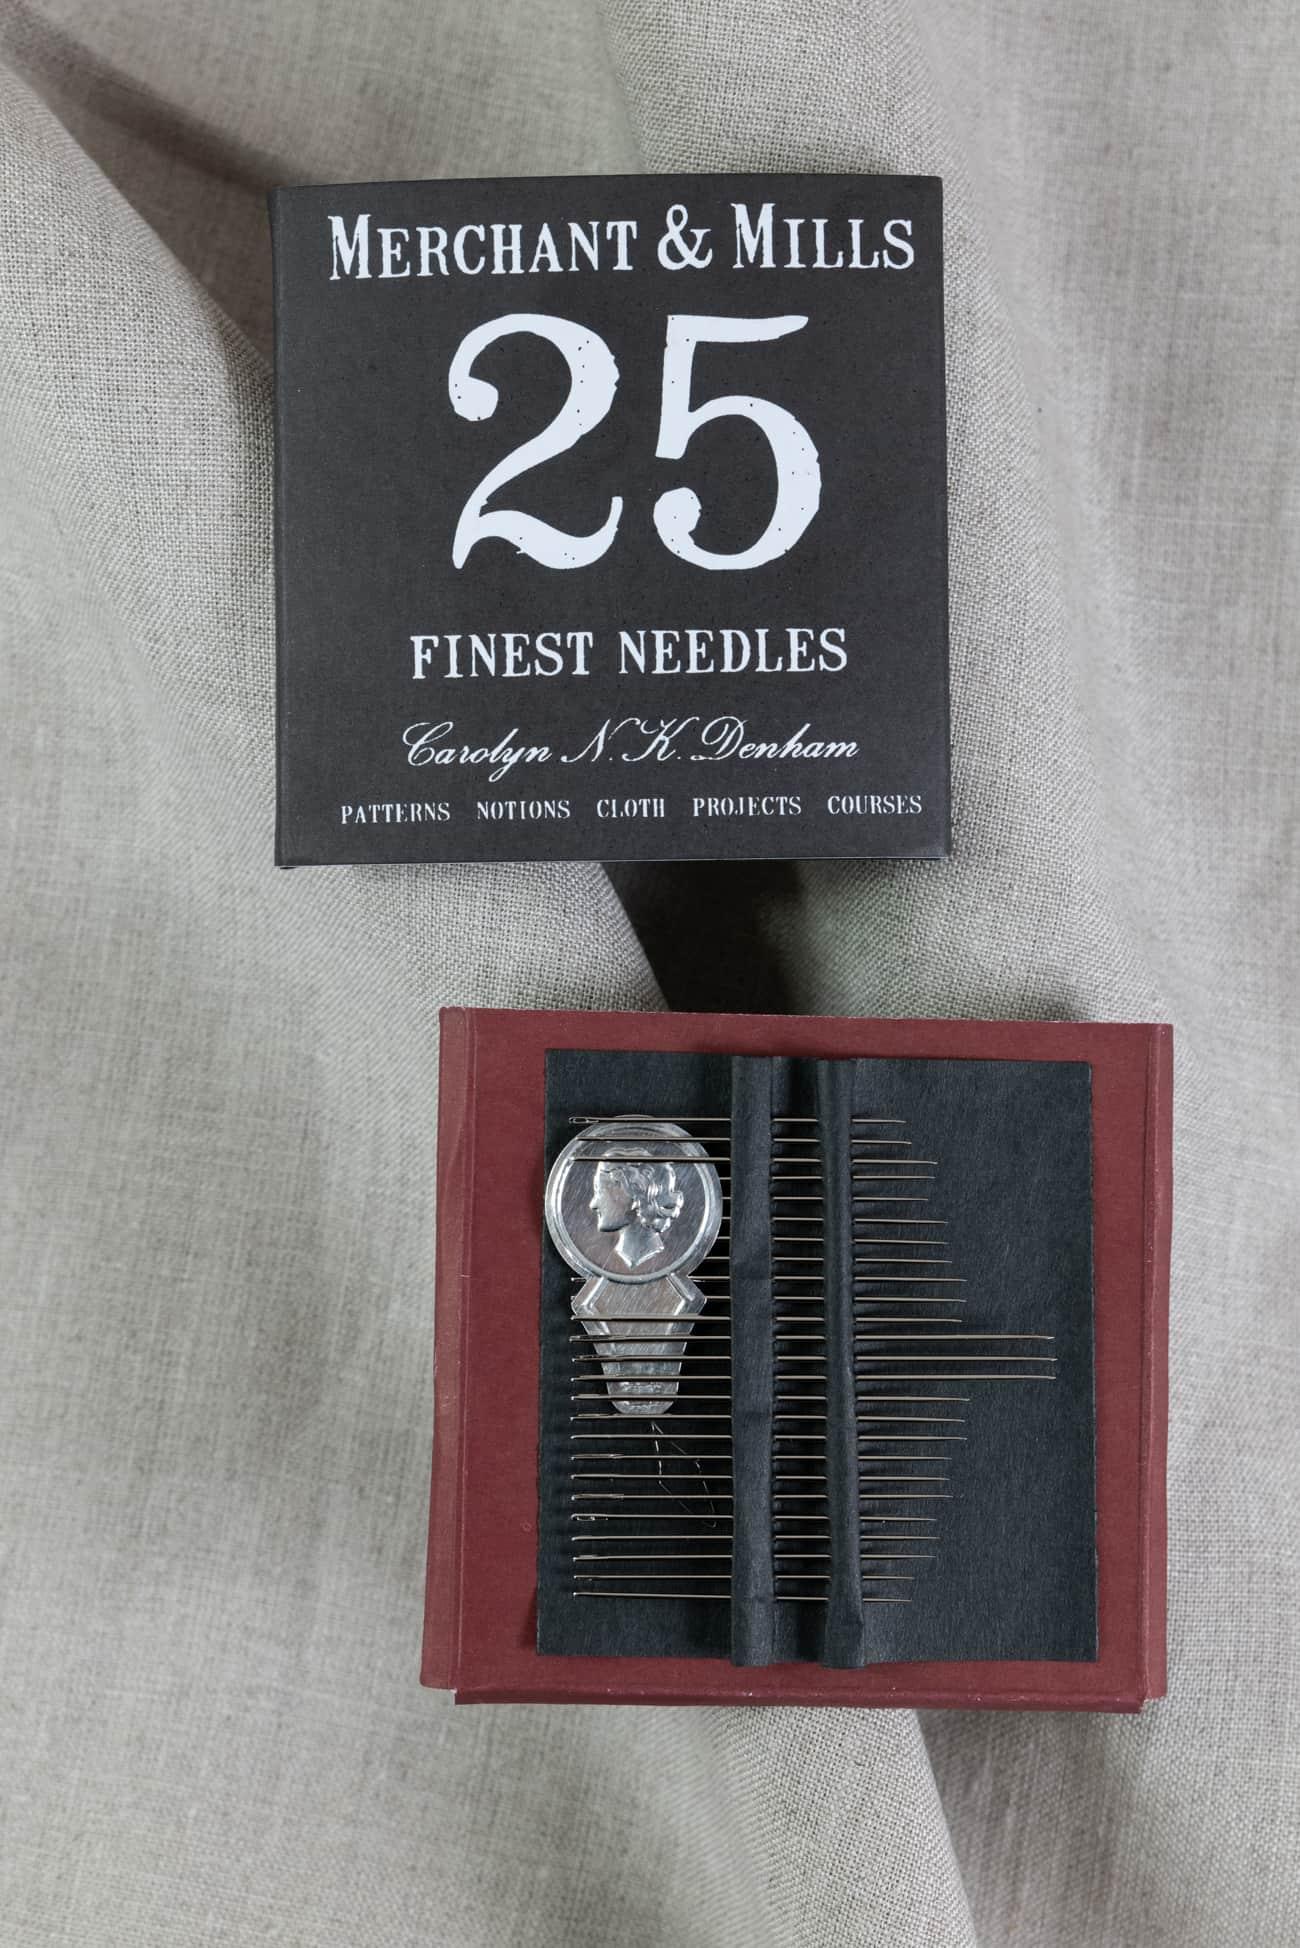 MERCHANT & MILLS
25
FINEST NEEDLES
Carolyn N.K. Denham
PATTERNS NOTIONS CLOTH PROJECTS COURSES